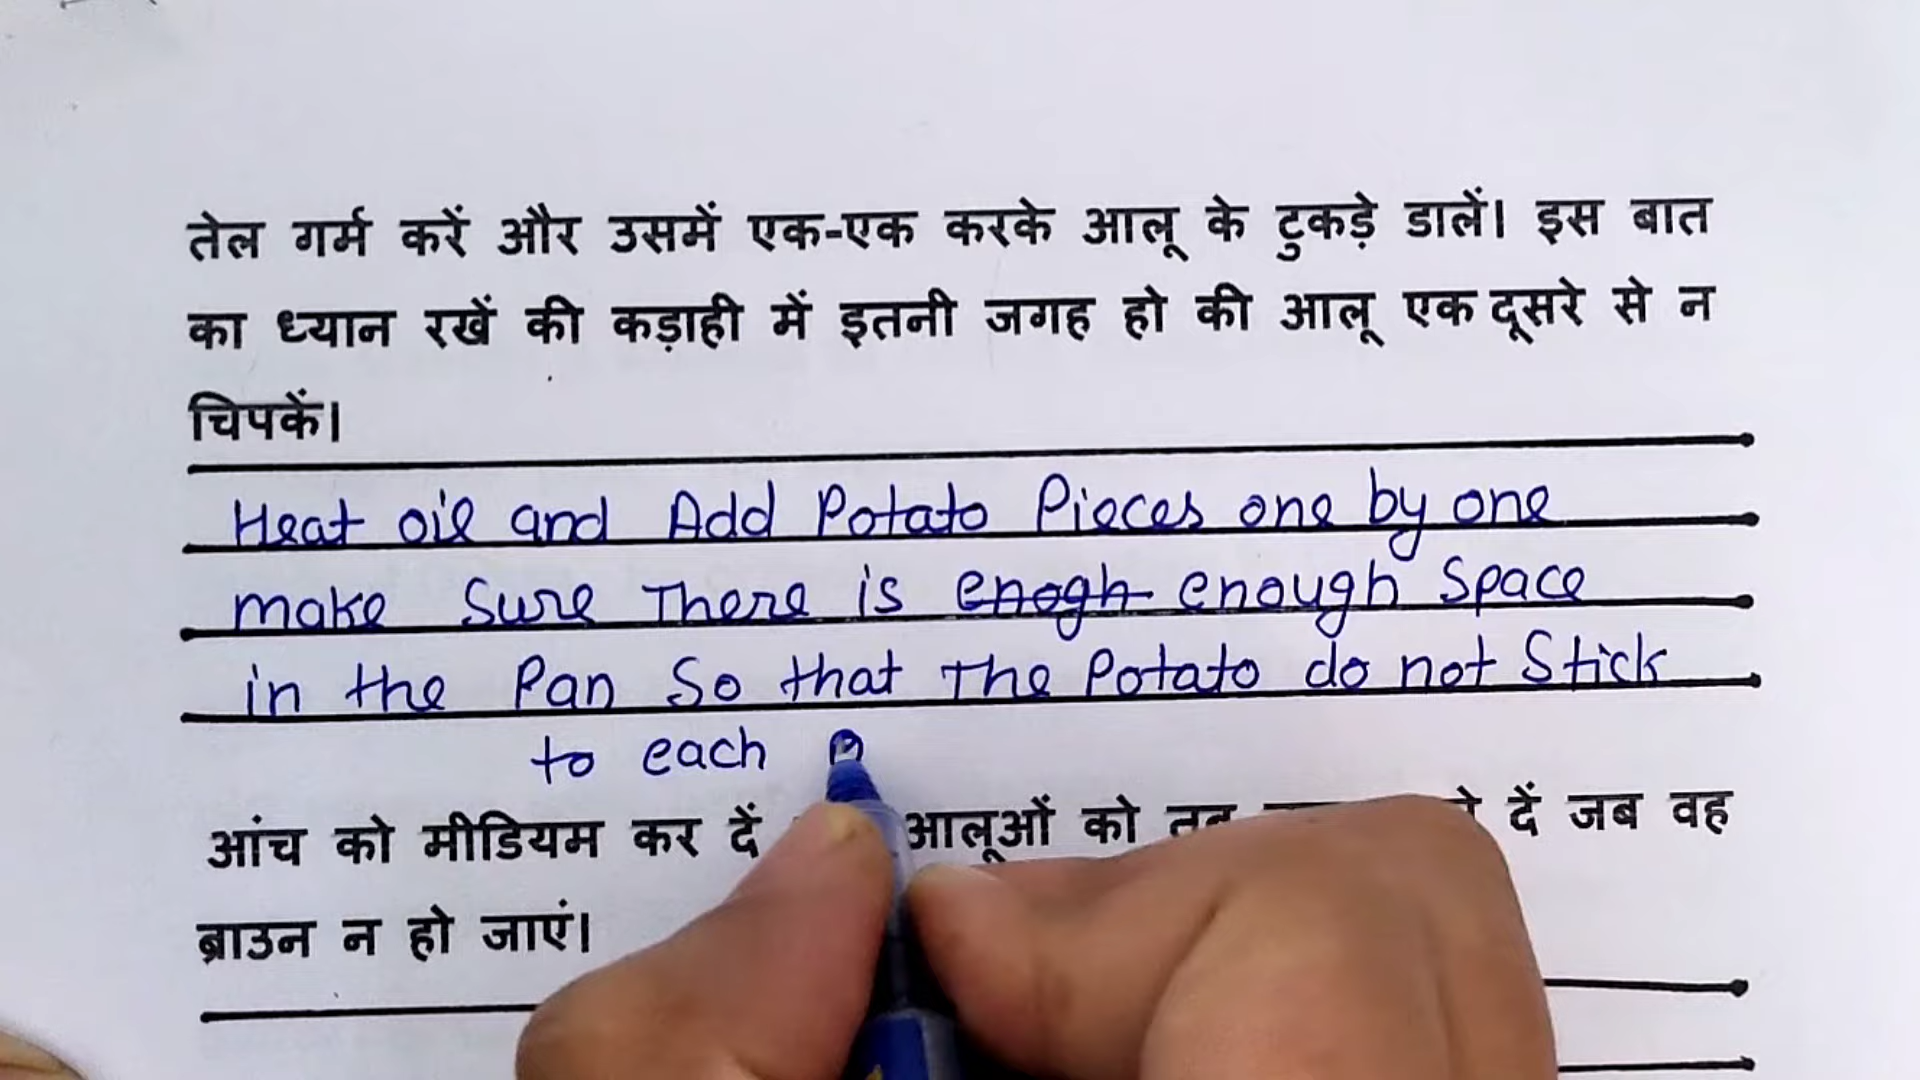 तेल गर्म करें और उसमें एक-एक करके आलू के टुकड़े डालें। इस बात
का ध्यान रखें की कड़ाही में इतनी जगह हो की आलू एक दूसरे से न
चिपकें।
Heat oil and Add Potato Pieces one by one
make Sure There is enogh enough Space
in the Pan So that The Potato do not Stick
to each
आंच को मीडियम कर दें आलूओं को दें जब वह
ब्राउन न हो जाएं।